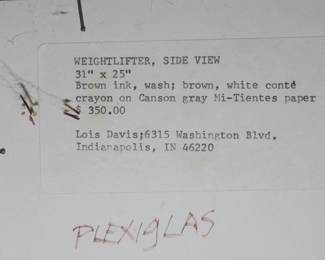 WEIGHTLIFTER, SIDE VIEW
31" x 25"
Brown ink, wash; brown, white conté
crayon on Canson gray Mi-Tientes paper
$ 350.00
Lois Davis;6315 Washington Blvd.
Indianapolis, IN 46220
PLEXIGLAS